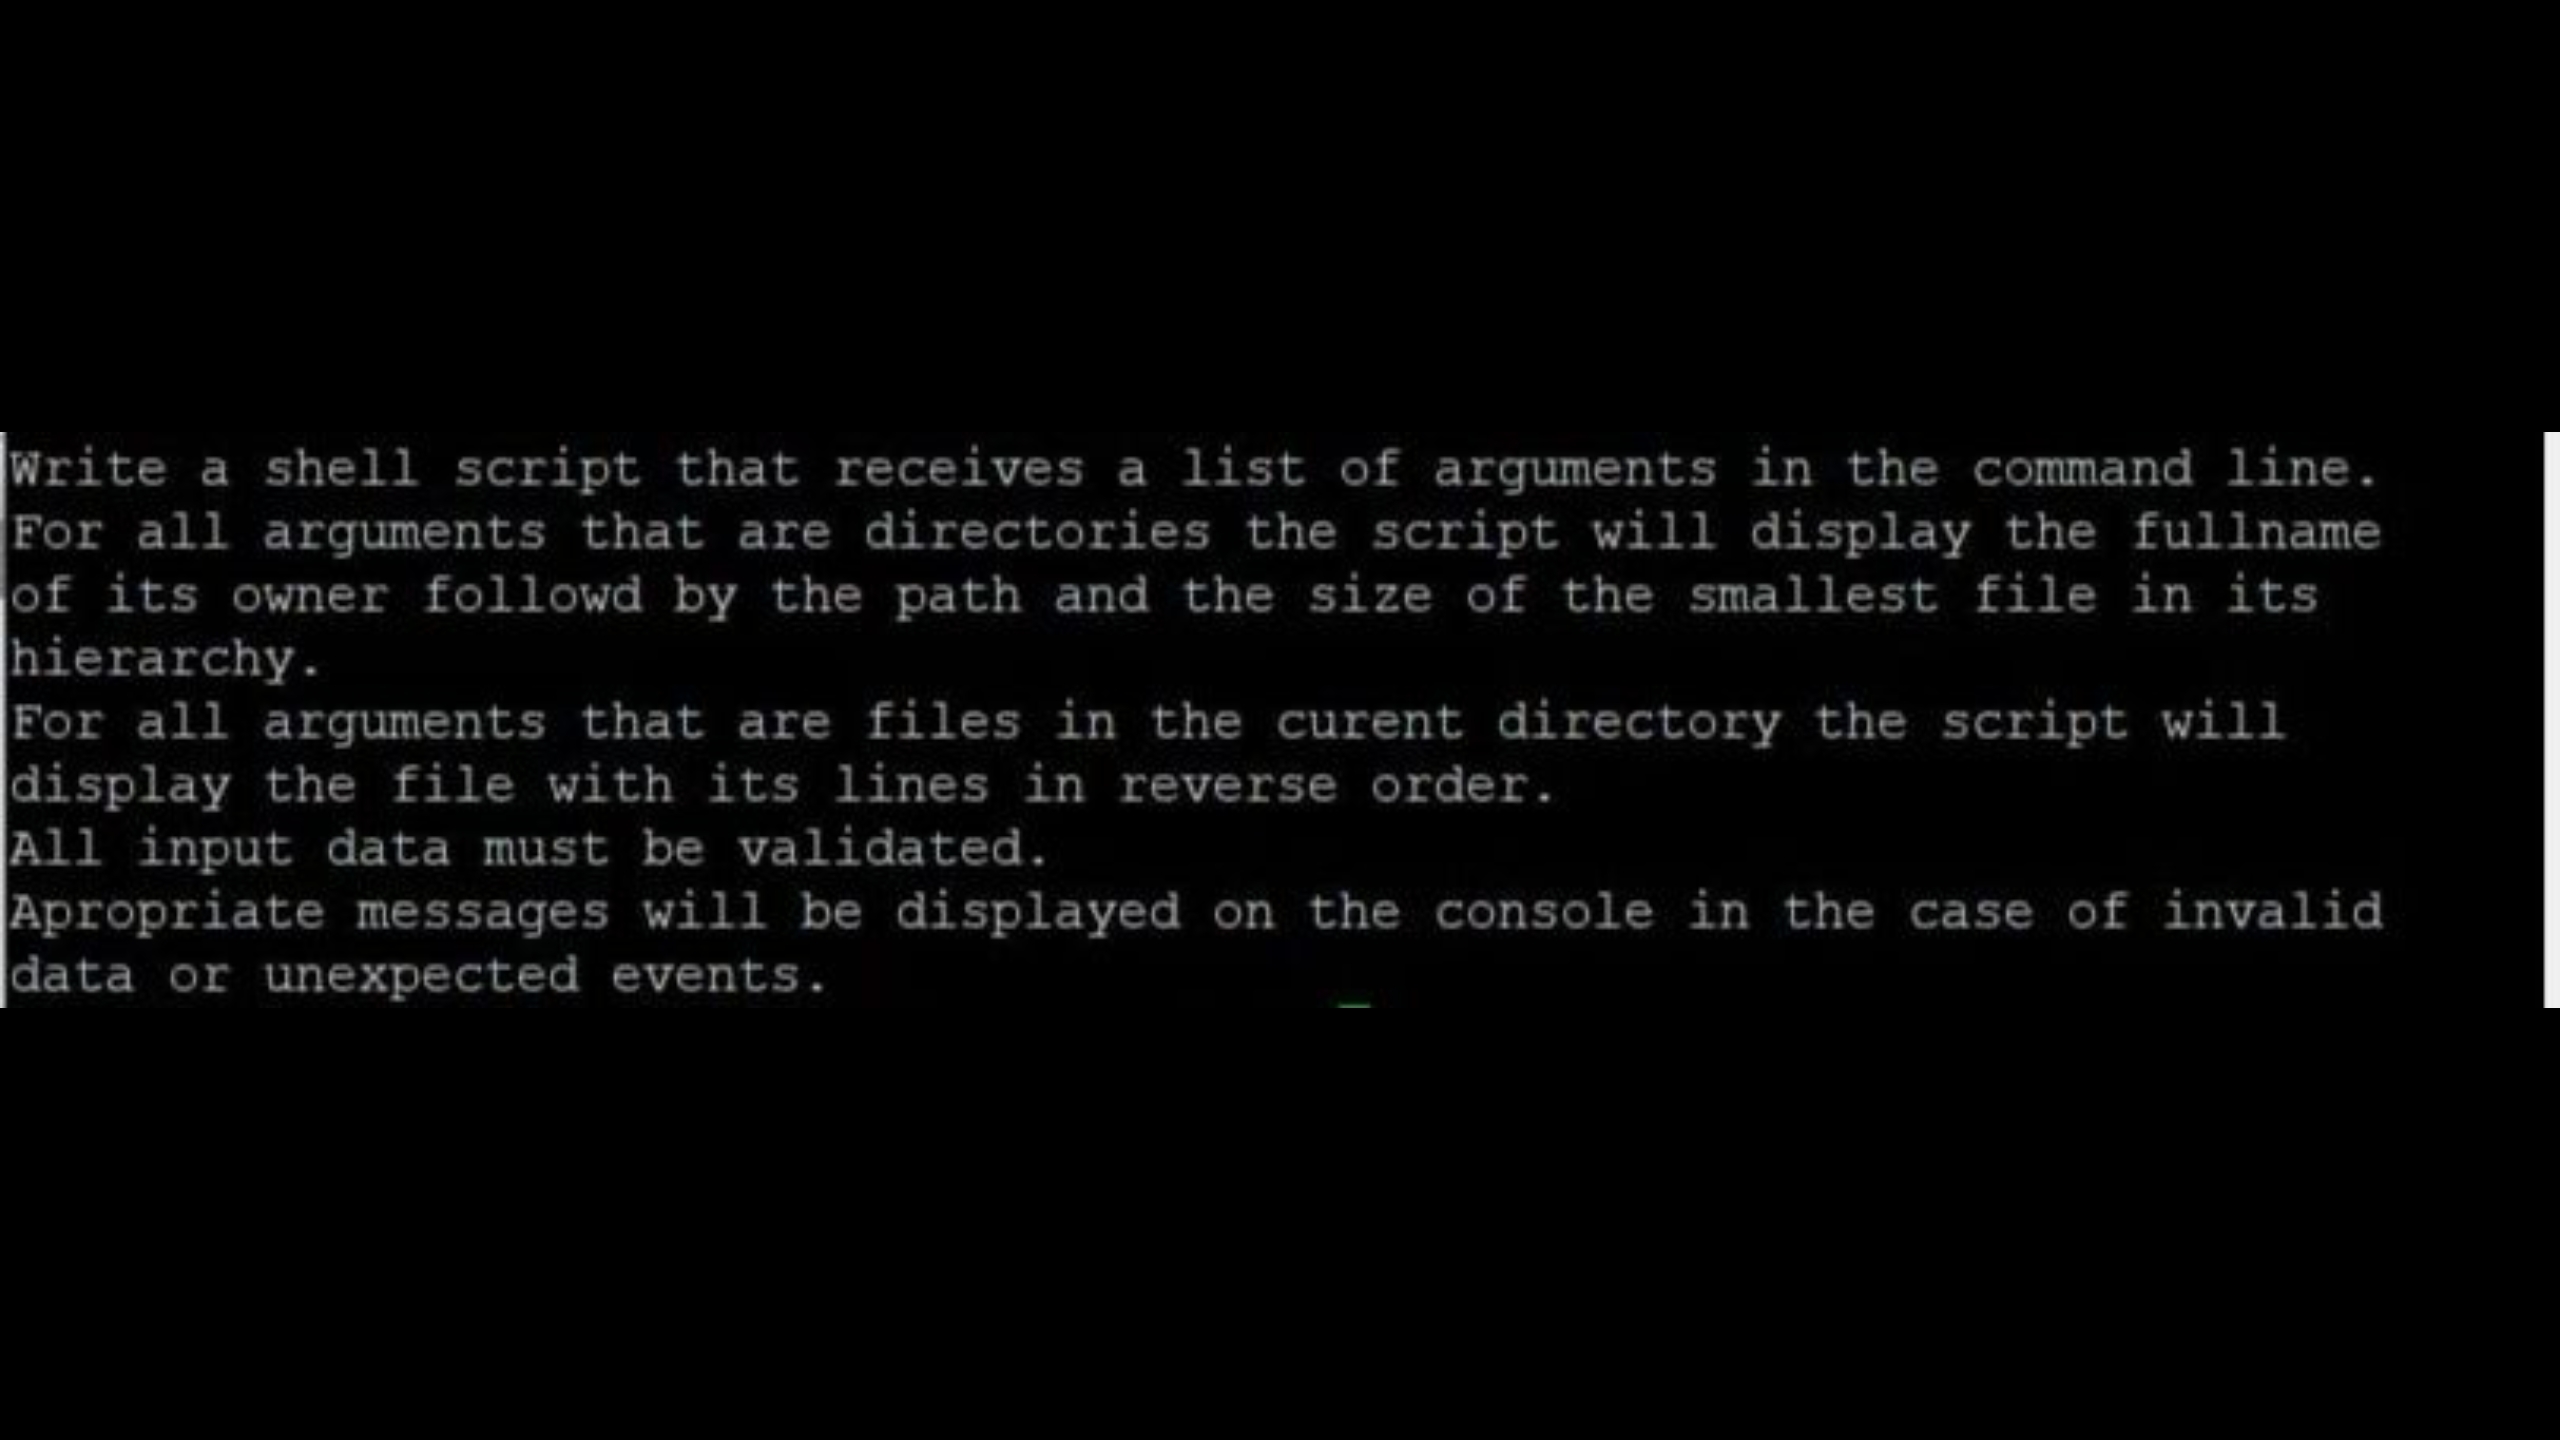 Write a shell script that receives a list of arguments in the command line.
For all arguments that are directories the script will display the fullname
of its owner followd by the path and the size of the smallest file in its
hierarchy.
For all arguments that are files in the curent directory the script will
display the file with its lines in reverse order.
All input data must be validated.
Apropriate messages will be displayed on the console in the case of invalid
data or unexpected events.